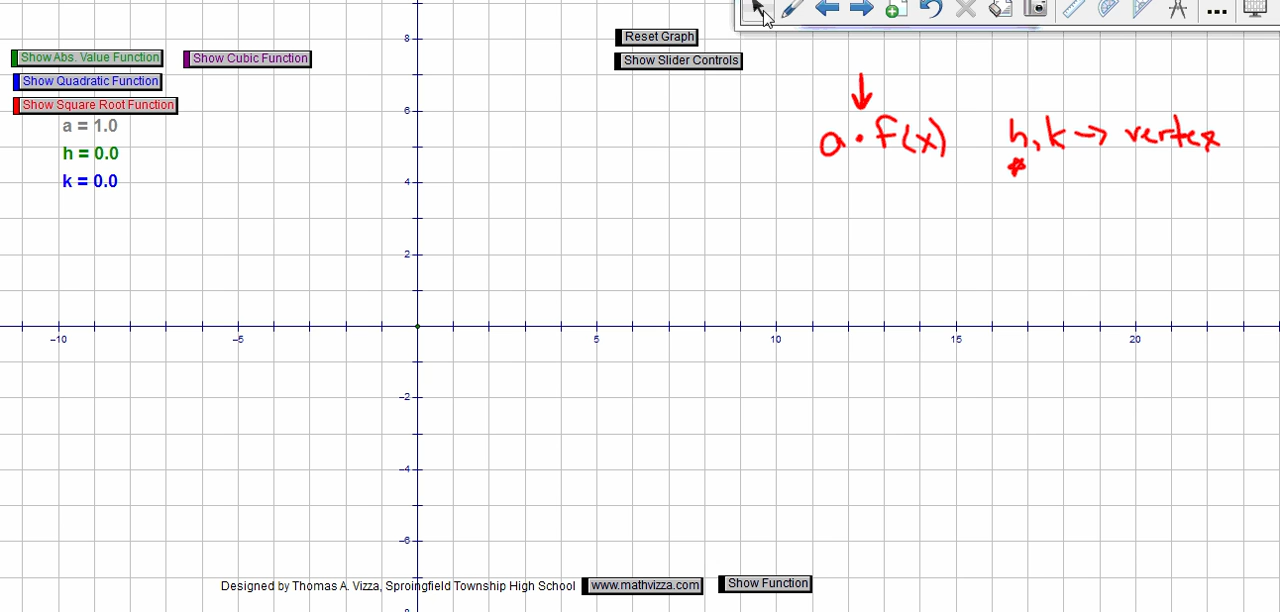 Reset Graph
Show Slider Controls
Show Abs. Value Function
Show Cubic Function
Show Quadratic Function
Show Square Root Function
a = 1.0
h = 0.0
k = 0.0
a · f(x)
h, k → vertex
*
8
6
4
2
-2
-4
-6
-8
-10
-5
5
10
15
20
Designed by Thomas A. Vizza, Sproingfield Township High School
www.mathvizza.com
Show Function